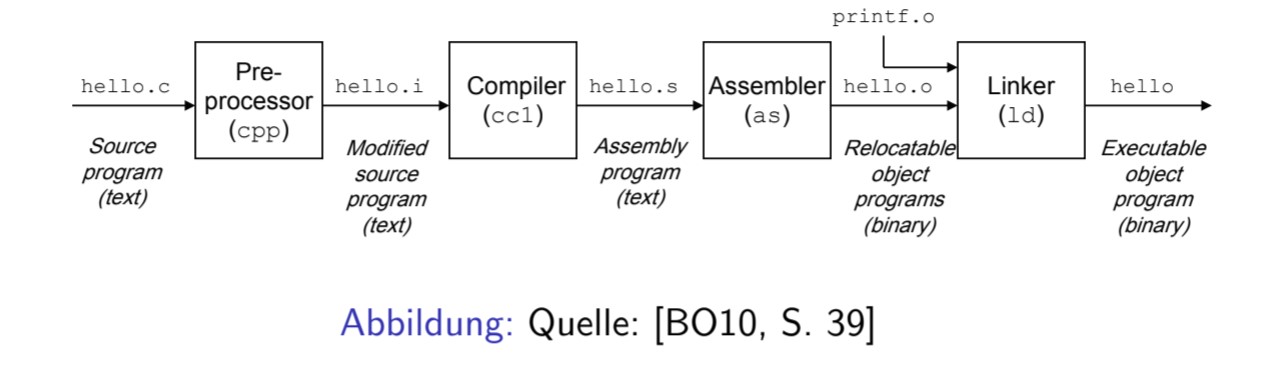 printf.o
hello.c
Pre-
processor
(cpp)
hello.i
Compiler
(cc1)
hello.s
Assembler
(as)
hello.o
Linker
(ld)
hello
Source
program
(text)
Modified
source
program
(text)
Assembly
program
(text)
Relocatable
object
programs
(binary)
Executable
object
program
(binary)
Abbildung: Quelle: [BO10, S. 39]